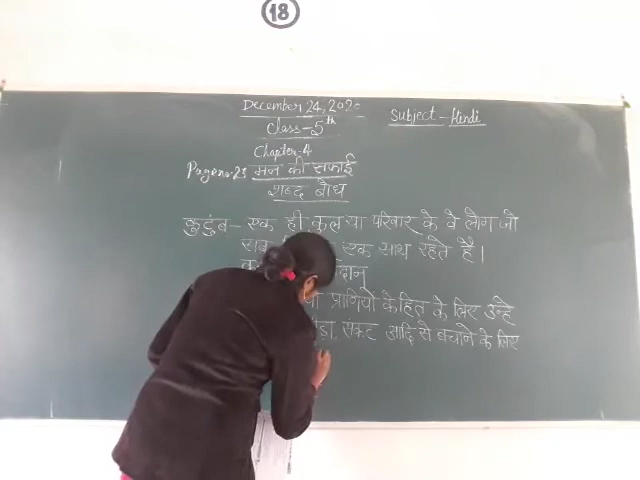 18
December 24, 2020
Subject - Hindi
Class - 5th
Chapter-4
Page no-23 मन की सफाई
शब्द बोध
कुटुंब - एक ही कुल या परिवार के वे लोग जो
एक साथ रहते है।
प्राणियो के हित के लिए उन्हे
संकट आदि से बचाने के लिए